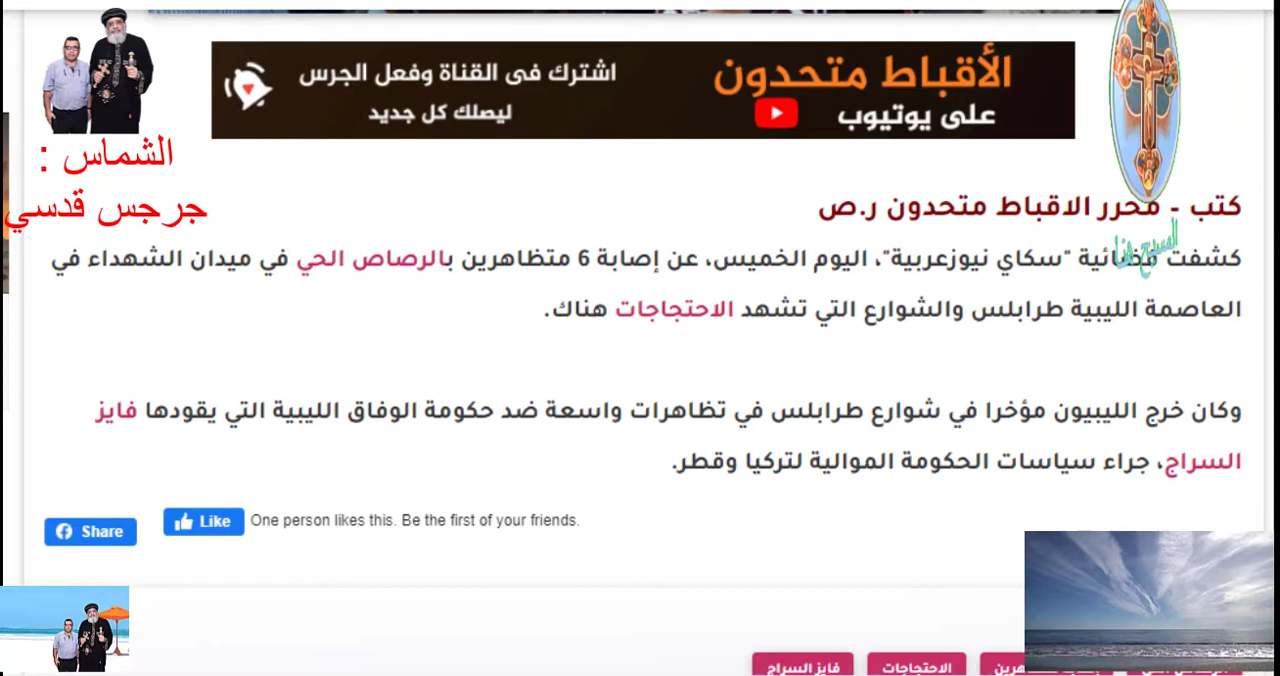 الأقباط متحدون
على يوتيوب
اشترك فى القناة وفعل الجرس
ليصلك كل جديد
الشماس :
جرجس قدسي
كتب - محرر الاقباط متحدون ر.ص
المسيح هنا
كشفت فضائية "سكاي نيوزعربية"، اليوم الخميس، عن إصابة 6 متظاهرين بالرصاص الحي في ميدان الشهداء في
العاصمة الليبية طرابلس والشوارع التي تشهد الاحتجاجات هناك.
وكان خرج الليبيون مؤخرا في شوارع طرابلس في تظاهرات واسعة ضد حكومة الوفاق الليبية التي يقودها فايز
السراج، جراء سياسات الحكومة الموالية لتركيا وقطر.
Share
Like One person likes this. Be the first of your friends.
الاحتجاجات فايز السراج